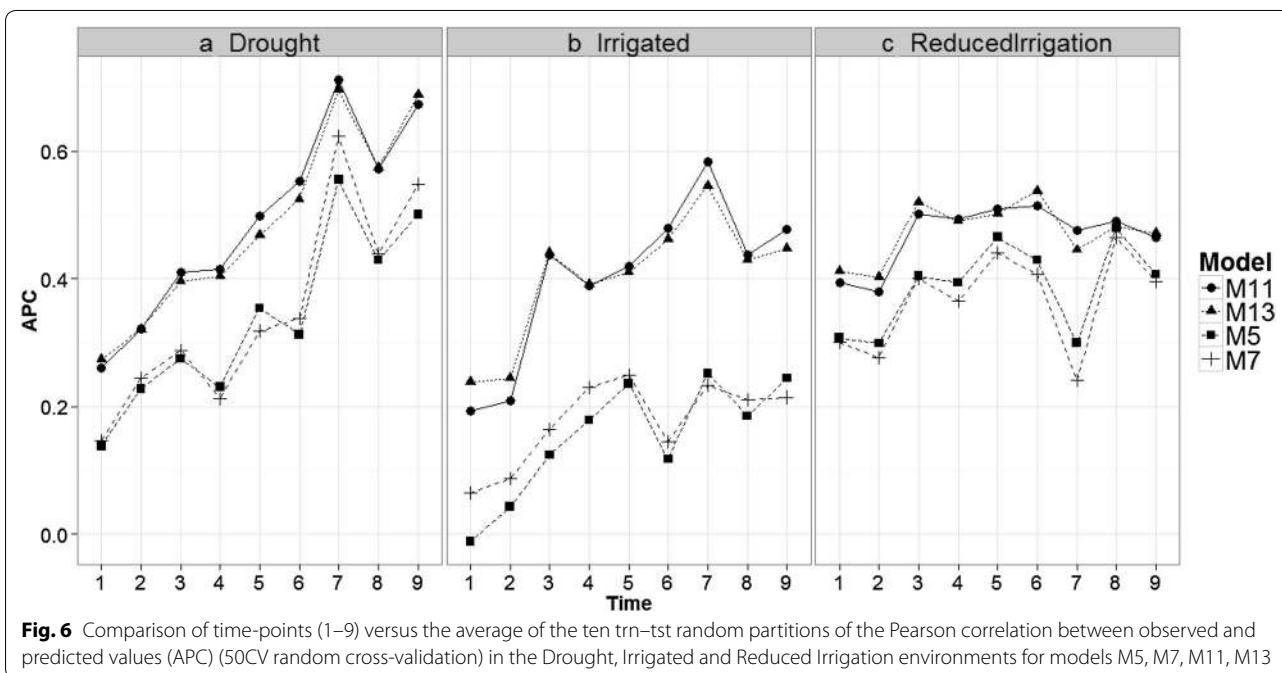 a Drought
b Irrigated
c ReducedIrrigation
0.6
0.4
0.2
0.0
APC
1 2 3 4 5 6 7 8 9
1 2 3 4 5 6 7 8 9
1 2 3 4 5 6 7 8 9
Time
Model
M11
M13
M5
M7
Fig. 6 Comparison of time-points (1–9) versus the average of the ten trn–tst random partitions of the Pearson correlation between observed and
predicted values (APC) (50CV random cross-validation) in the Drought, Irrigated and Reduced Irrigation environments for models M5, M7, M11, M13